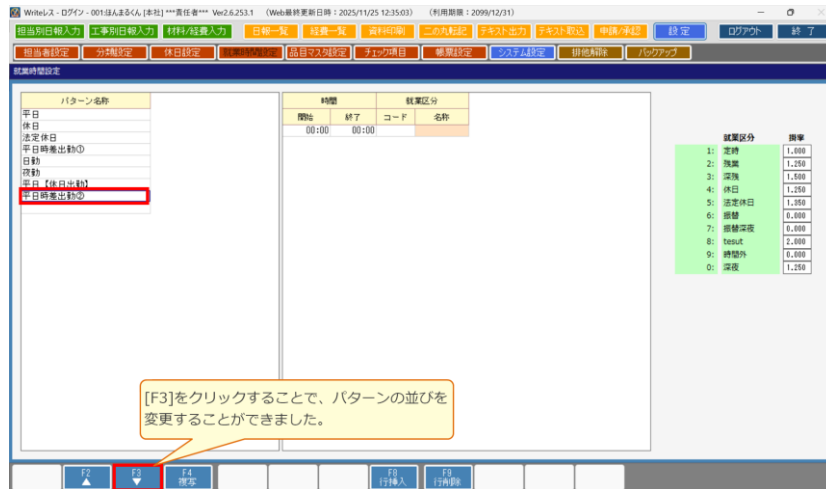 Writeレス - ログイン - 001:ほんまるくん [本社] ***責任者*** Ver2.6.253.1 (Web最終更新日時：2025/11/25 12:35:03) (利用期限：2099/12/31)
担当別日報入力 工事別日報入力 材料/経費入力 日報一覧 経費一覧 資料印刷 二の丸転記 テキスト出力 テキスト取込 申請/承認 設定 ログアウト 終了
担当者設定 分類設定 休日設定 就業時間設定 品目マスタ設定 チェック項目 帳票設定 システム設定 排他解除 バックアップ
就業時間設定
パターン名称
平日
休日
法定休日
平日時差出動①
日勤
夜勤
平日【休日出勤】
平日時差出動②
時間 就業区分
開始 終了 コード 名称
00:00 00:00
就業区分 掛率
1: 定時 1.000
2: 残業 1.250
3: 深残 1.500
4: 休日 1.250
5: 法定休日 1.350
6: 振替 0.000
7: 振替深夜 0.000
8: tesut 2.000
9: 時間外 0.000
0: 深夜 1.250
[F3]をクリックすることで、パターンの並びを
変更することができました。
F2 ▲
F3 ▼
F4 複写
F8 行挿入
F9 行削除